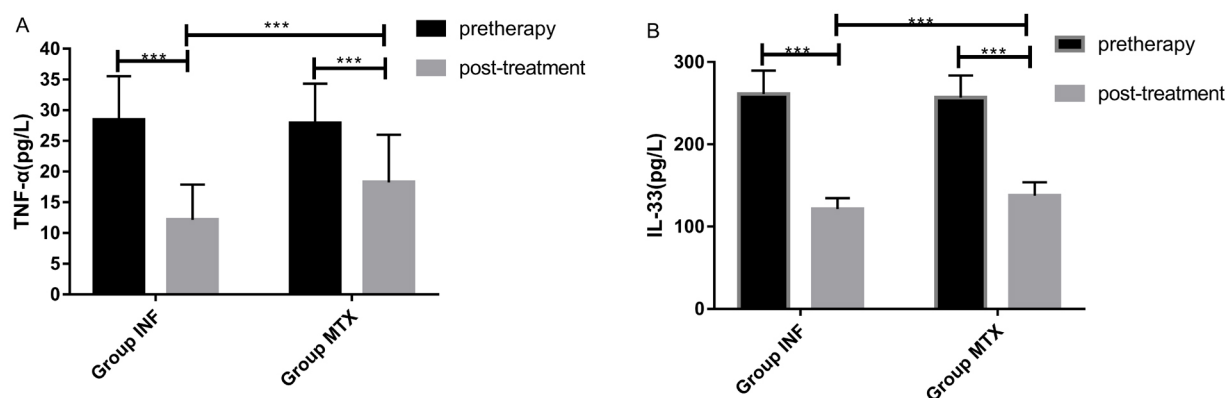 A
***
pretherapy
post-treatment
***
***
40
35
30
25
20
15
10
5
0
TNF-α(pg/L)
Group INF
Group MTX
B
***
pretherapy
post-treatment
***
***
300
200
100
0
IL-33(pg/L)
Group INF
Group MTX